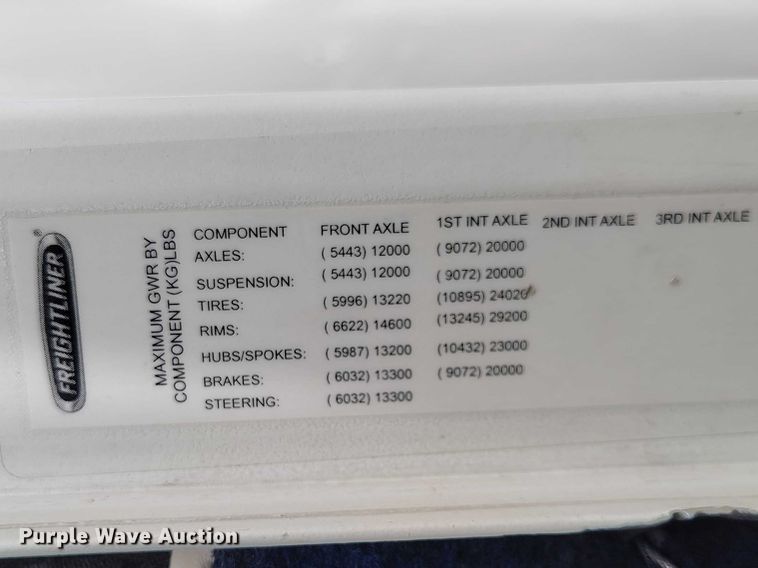 FREIGHTLINER
®
MAXIMUM GWR BY
COMPONENT (KG)LBS
COMPONENT FRONT AXLE 1ST INT AXLE 2ND INT AXLE 3RD INT AXLE
AXLES: ( 5443) 12000 ( 9072) 20000
SUSPENSION: ( 5443) 12000 ( 9072) 20000
TIRES: ( 5996) 13220 (10895) 24020
RIMS: ( 6622) 14600 (13245) 29200
HUBS/SPOKES: ( 5987) 13200 (10432) 23000
BRAKES: ( 6032) 13300 ( 9072) 20000
STEERING: ( 6032) 13300
Purple Wave Auction